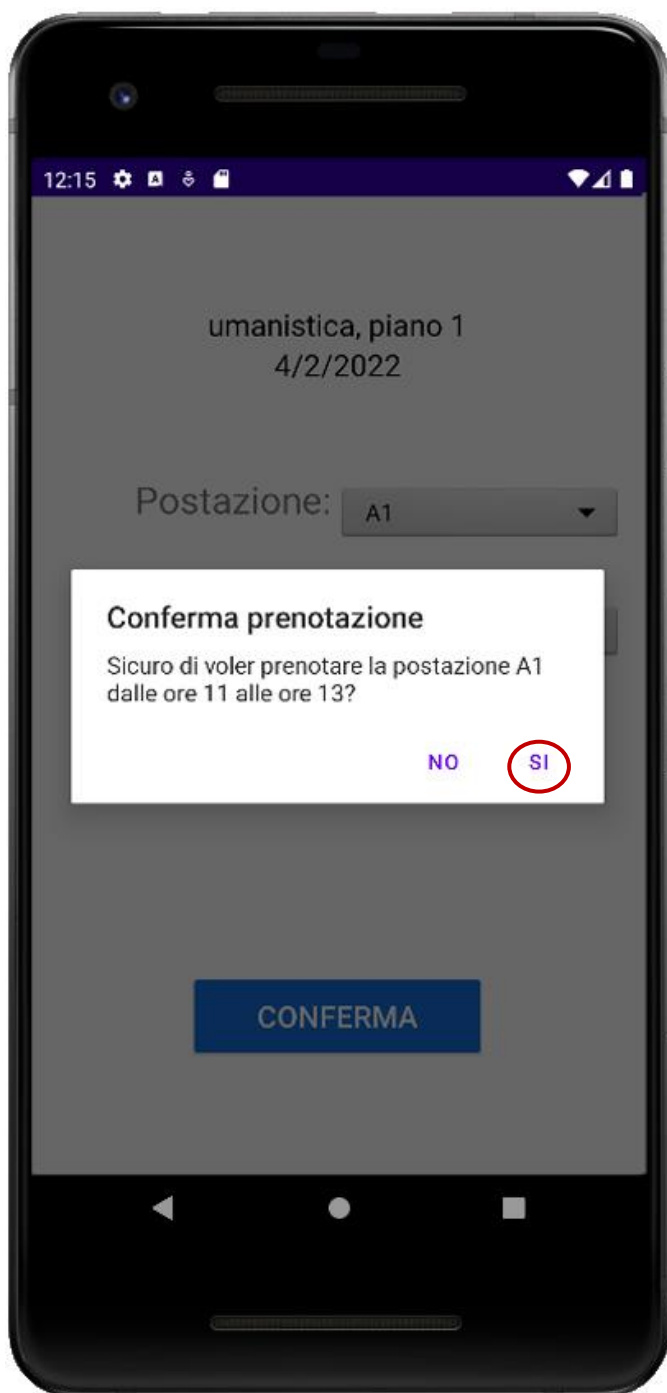 12:15
umanistica, piano 1
4/2/2022
Postazione:
A1
Conferma prenotazione
Sicuro di voler prenotare la postazione A1
dalle ore 11 alle ore 13?
NO
SI
CONFERMA